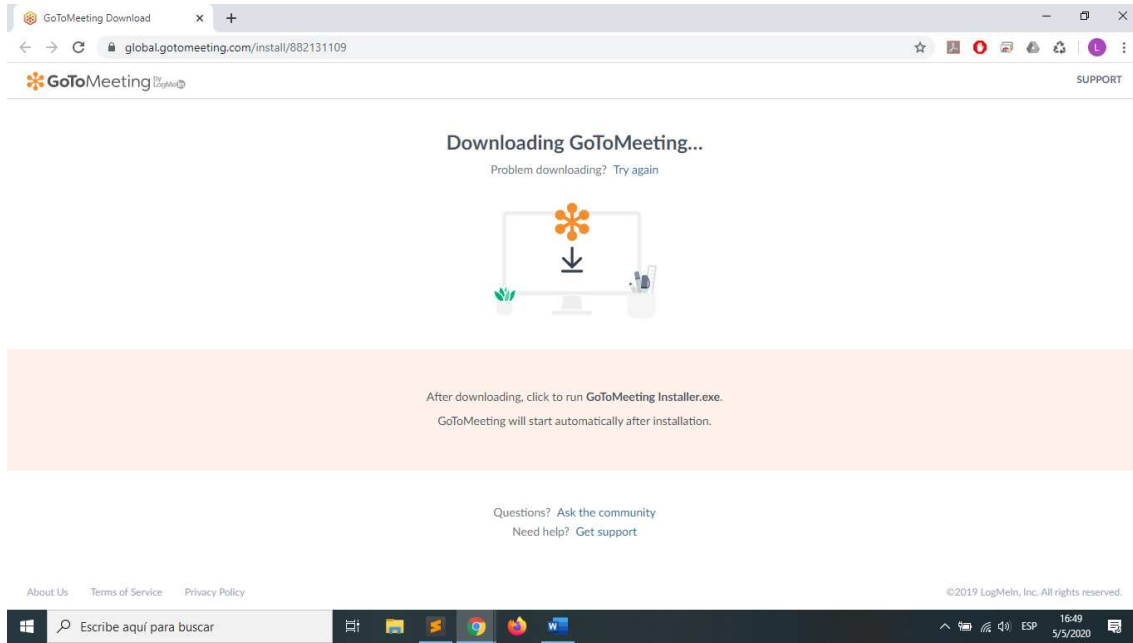 GoToMeeting Download
global.gotomeeting.com/install/882131109
L
GoToMeeting by LogMeIn
SUPPORT
Downloading GoToMeeting...
Problem downloading? Try again
After downloading, click to run GoToMeeting Installer.exe.
GoToMeeting will start automatically after installation.
Questions? Ask the community
Need help? Get support
About Us Terms of Service Privacy Policy ©2019 LogMeIn, Inc. All rights reserved.
Escribe aquí para buscar
ESP
16:49
5/5/2020